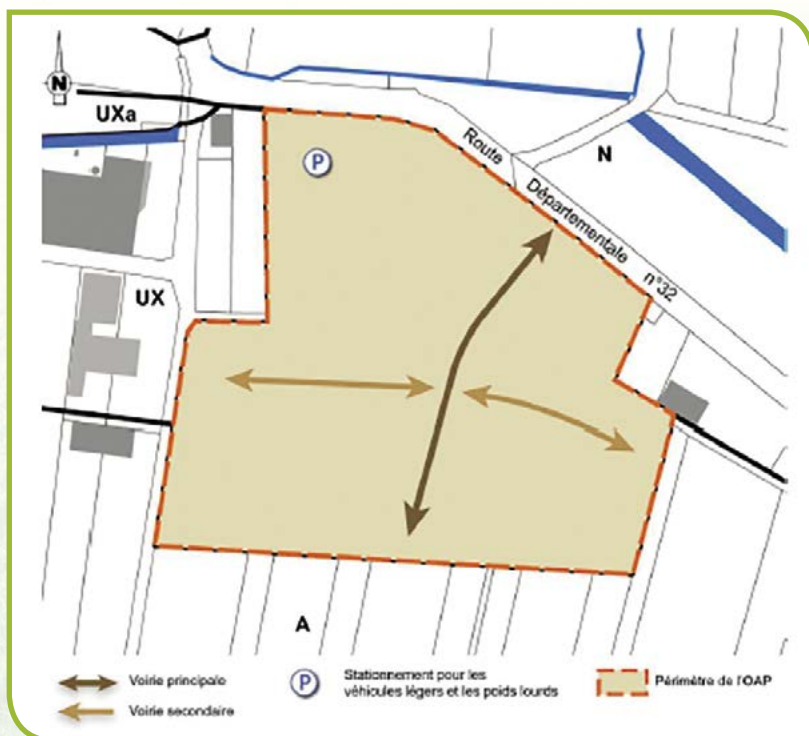 N
UXa
P
Route
Départementale
n°32
N
UX
A
Voirie principale
Voirie secondaire
P
Stationnement pour les
véhicules légers et les poids lourds
Périmètre de l'OAP